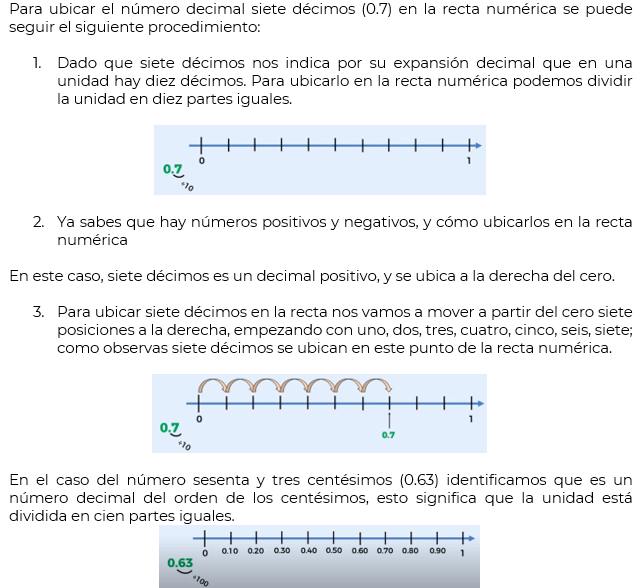 Para ubicar el número decimal siete décimos (0.7) en la recta numérica se puede
seguir el siguiente procedimiento:
1. Dado que siete décimos nos indica por su expansión decimal que en una
unidad hay diez décimos. Para ubicarlo en la recta numérica podemos dividir
la unidad en diez partes iguales.
0 1
0.7
÷10
2. Ya sabes que hay números positivos y negativos, y cómo ubicarlos en la recta
numérica
En este caso, siete décimos es un decimal positivo, y se ubica a la derecha del cero.
3. Para ubicar siete décimos en la recta nos vamos a mover a partir del cero siete
posiciones a la derecha, empezando con uno, dos, tres, cuatro, cinco, seis, siete;
como observas siete décimos se ubican en este punto de la recta numérica.
0 1
0.7 0.7
÷10
En el caso del número sesenta y tres centésimos (0.63) identificamos que es un
número decimal del orden de los centésimos, esto significa que la unidad está
dividida en cien partes iguales.
0 0.10 0.20 0.30 0.40 0.50 0.60 0.70 0.80 0.90 1
0.63
÷100